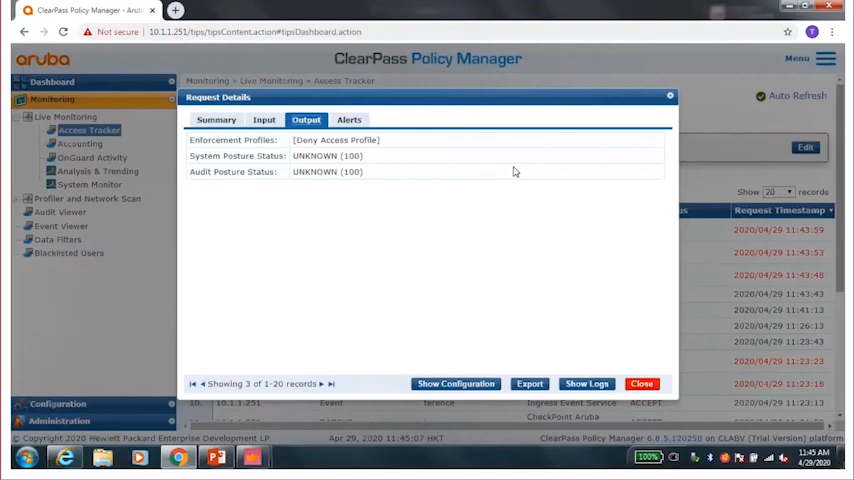 ClearPass Policy Manager - Aru
Not secure | 10.1.1.251/tips/tipsContent.action#tipsDashboard.action
aruba
ClearPass Policy Manager
Menu
Dashboard
Monitoring
Live Monitoring
Access Tracker
Accounting
OnGuard Activity
Analysis & Trending
System Monitor
Profiler and Network Scan
Audit Viewer
Event Viewer
Data Filters
Blacklisted Users
Configuration
Administration
Monitoring » Live Monitoring » Access Tracker
Auto Refresh
Edit
Show 20 records
Request Timestamp
2020/04/29 11:43:59
2020/04/29 11:43:53
2020/04/29 11:43:48
2020/04/29 11:43:43
2020/04/29 11:41:13
2020/04/29 11:26:13
2020/04/29 11:23:43
2020/04/29 11:23:23
2020/04/29 11:23:18
Request Details
Summary Input Output Alerts
Enforcement Profiles: [Deny Access Profile]
System Posture Status: UNKNOWN (100)
Audit Posture Status: UNKNOWN (100)
Showing 3 of 1-20 records
Show Configuration Export Show Logs Close
10. 10.1.1.251 Event terence Ingress Event Service ACCEPT
CheckPoint Aruba
© Copyright 2020 Hewlett Packard Enterprise Development LP Apr 29, 2020 11:45:07 HKT ClearPass Policy Manager 6.8.5.120250 on CLABV (Trial Version) platform
100%
11:45 AM
4/29/2020